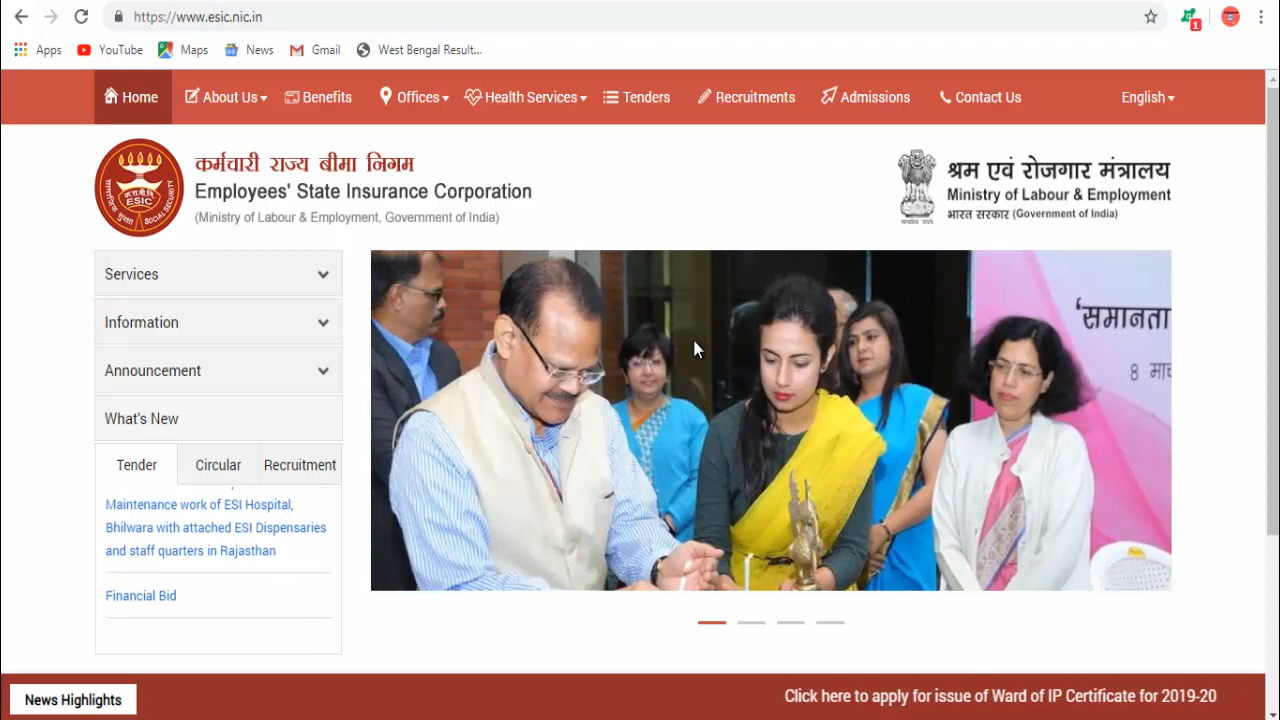 https://www.esic.nic.in
Apps YouTube Maps News Gmail West Bengal Result...
1
Home About Us Benefits Offices Health Services Tenders Recruitments Admissions Contact Us English
कर्मचारी राज्य बीमा निगम
Employees' State Insurance Corporation
(Ministry of Labour & Employment, Government of India)
ESIC
SOCIAL SECURITY
श्रम एवं रोजगार मंत्रालय
Ministry of Labour & Employment
भारत सरकार (Government of India)
Services
Information
Announcement
What's New
Tender Circular Recruitment
Maintenance work of ESI Hospital,
Bhilwara with attached ESI Dispensaries
and staff quarters in Rajasthan
Financial Bid
'समानता
8 मार्च
News Highlights
Click here to apply for issue of Ward of IP Certificate for 2019-20